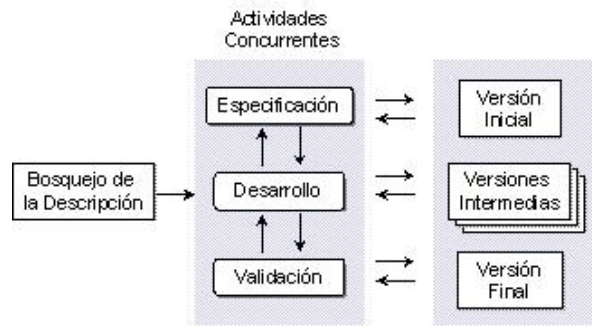 Actividades
Concurrentes
Especificación
Versión
Inicial
Bosquejo de
la Descripción
Desarrollo
Versiones
Intermedias
Validación
Versión
Final